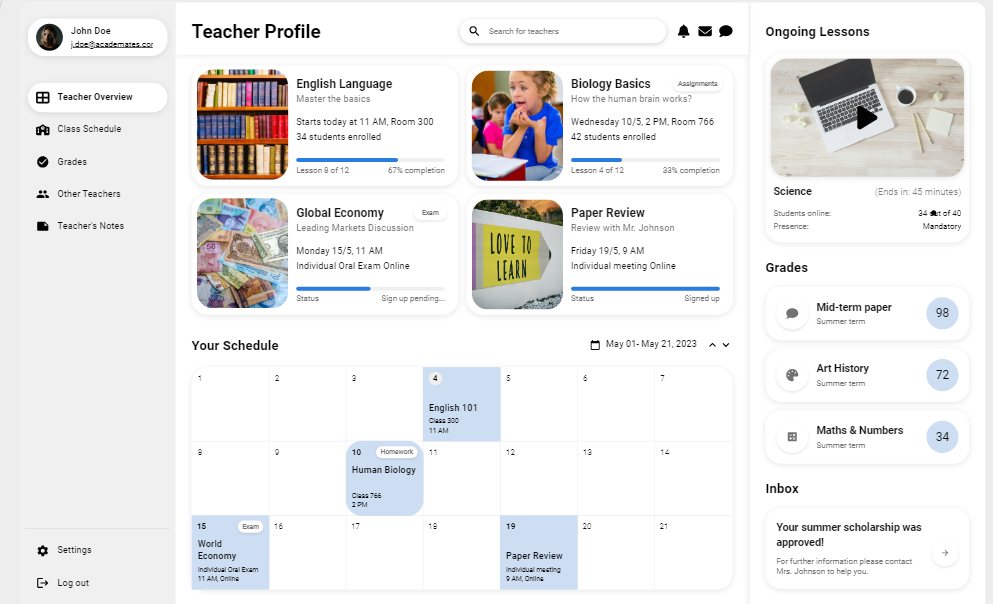 John Doe
j.doe@academates.cor
Teacher Overview
Class Schedule
Grades
Other Teachers
Teacher's Notes
Settings
Log out
Teacher Profile
Search for teachers
English Language
Master the basics
Starts today at 11 AM, Room 300
34 students enrolled
Lesson 8 of 12 67% completion
Biology Basics Assignments
How the human brain works?
Wednesday 10/5, 2 PM, Room 766
42 students enrolled
Lesson 4 of 12 33% completion
Global Economy Exam
Leading Markets Discussion
Monday 15/5, 11 AM
Individual Oral Exam Online
Status Sign up pending...
LOVE TO
LEARN
Paper Review
Review with Mr. Johnson
Friday 19/5, 9 AM
Individual meeting Online
Status Signed up
Your Schedule
May 01- May 21, 2023
1 2 3 4 5 6 7
English 101
Class 300
11 AM
8 9 10 Homework 11 12 13 14
Human Biology
Class 766
2 PM
15 Exam 16 17 18 19 20 21
World
Economy
Individual Oral Exam
11 AM, Online
Paper Review
Individual meeting
9 AM, Online
Ongoing Lessons
Science (Ends in: 45 minutes)
Students online: 34 out of 40
Presence: Mandatory
Grades
Mid-term paper
Summer term
98
Art History
Summer term
72
Maths & Numbers
Summer term
34
Inbox
Your summer scholarship was
approved!
For further information please contact
Mrs. Johnson to help you.